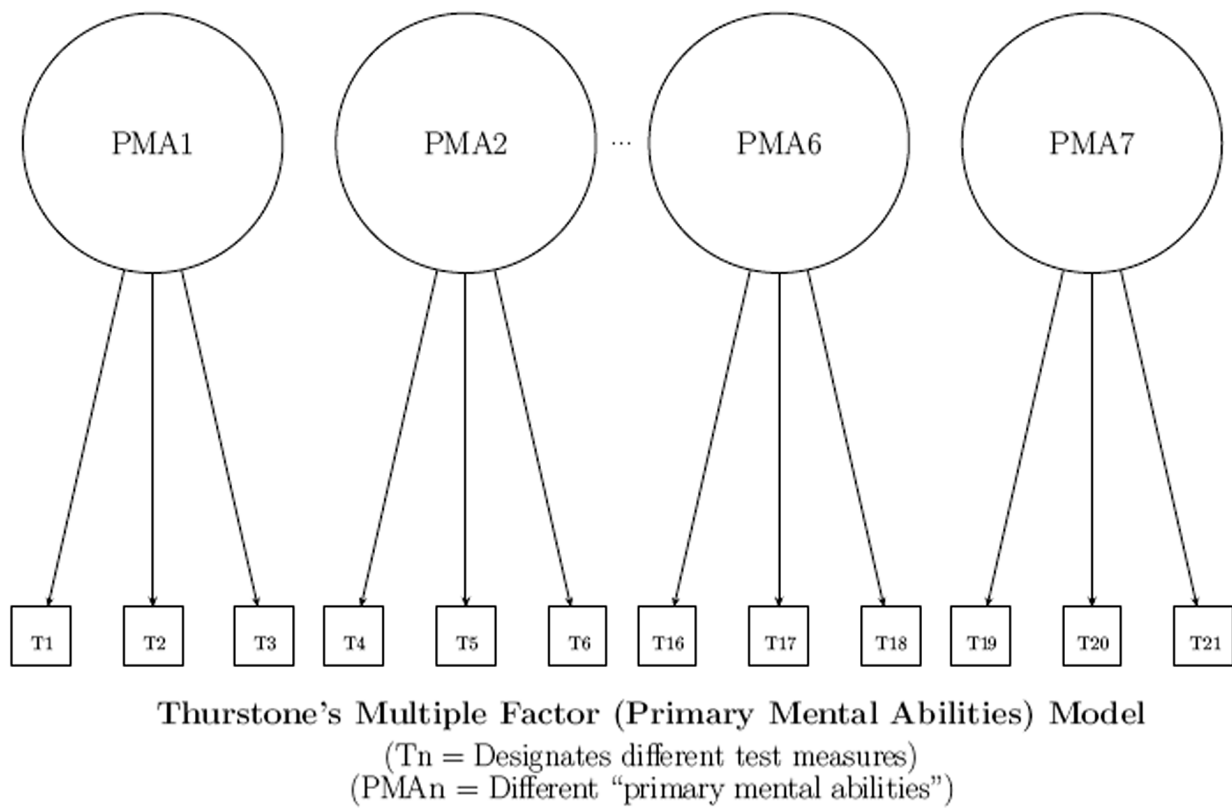 PMA1 PMA2 ... PMA6 PMA7
T1 T2 T3 T4 T5 T6 T16 T17 T18 T19 T20 T21
Thurstone's Multiple Factor (Primary Mental Abilities) Model
(Tn = Designates different test measures)
(PMAn = Different “primary mental abilities”)